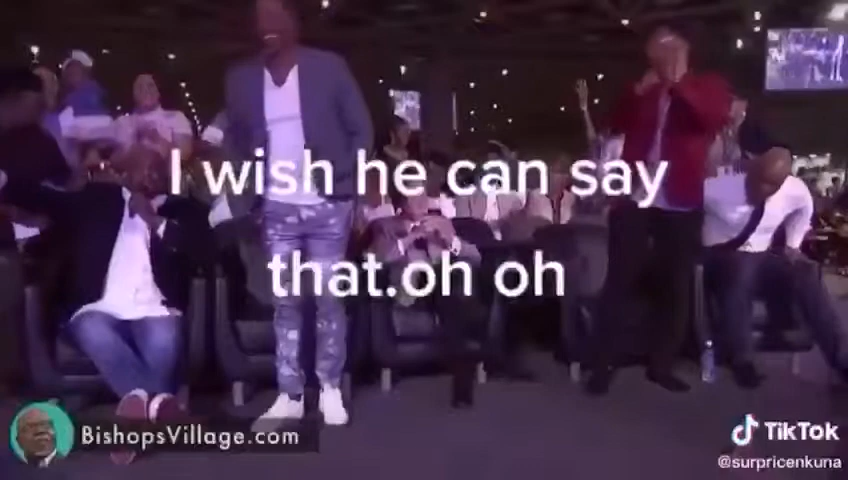 I wish he can say
that.oh oh
BishopsVillage.com
TikTok
@surpricenkuna